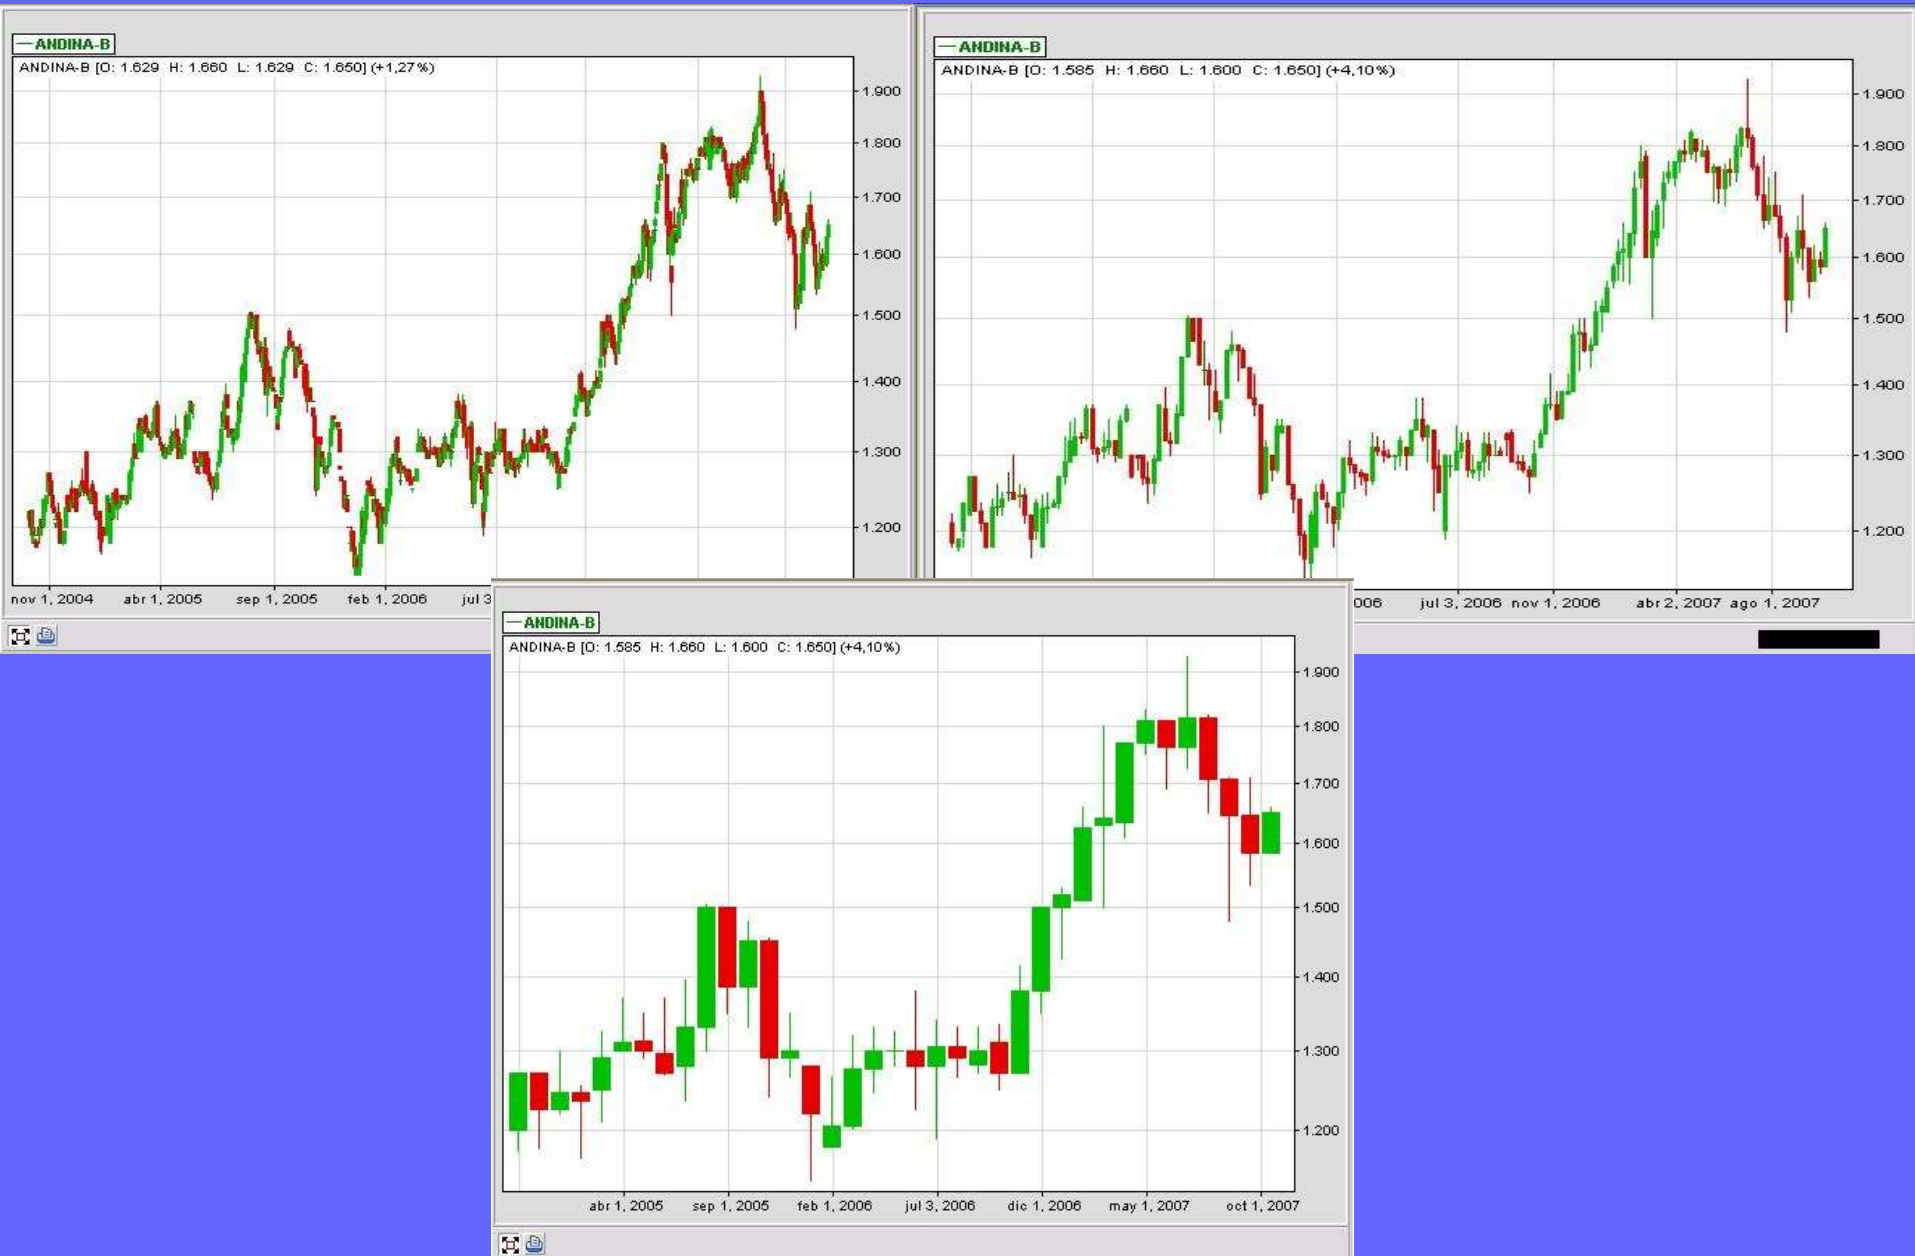 ANDINA-B
ANDINA-B [O: 1.629 H: 1.660 L: 1.629 C: 1.650] (+1,27%)
1.900
1.800
1.700
1.600
1.500
1.400
1.300
1.200
nov 1, 2004 abr 1, 2005 sep 1, 2005 feb 1, 2006 jul 3
ANDINA-B
ANDINA-B [O: 1.585 H: 1.660 L: 1.600 C: 1.650] (+4,10%)
1.900
1.800
1.700
1.600
1.500
1.400
1.300
1.200
006 jul 3, 2006 nov 1, 2006 abr 2, 2007 ago 1, 2007
ANDINA-B
ANDINA-B [O: 1.585 H: 1.660 L: 1.600 C: 1.650] (+4,10%)
1.900
1.800
1.700
1.600
1.500
1.400
1.300
1.200
abr 1, 2005 sep 1, 2005 feb 1, 2006 jul 3, 2006 dic 1, 2006 may 1, 2007 oct 1, 2007